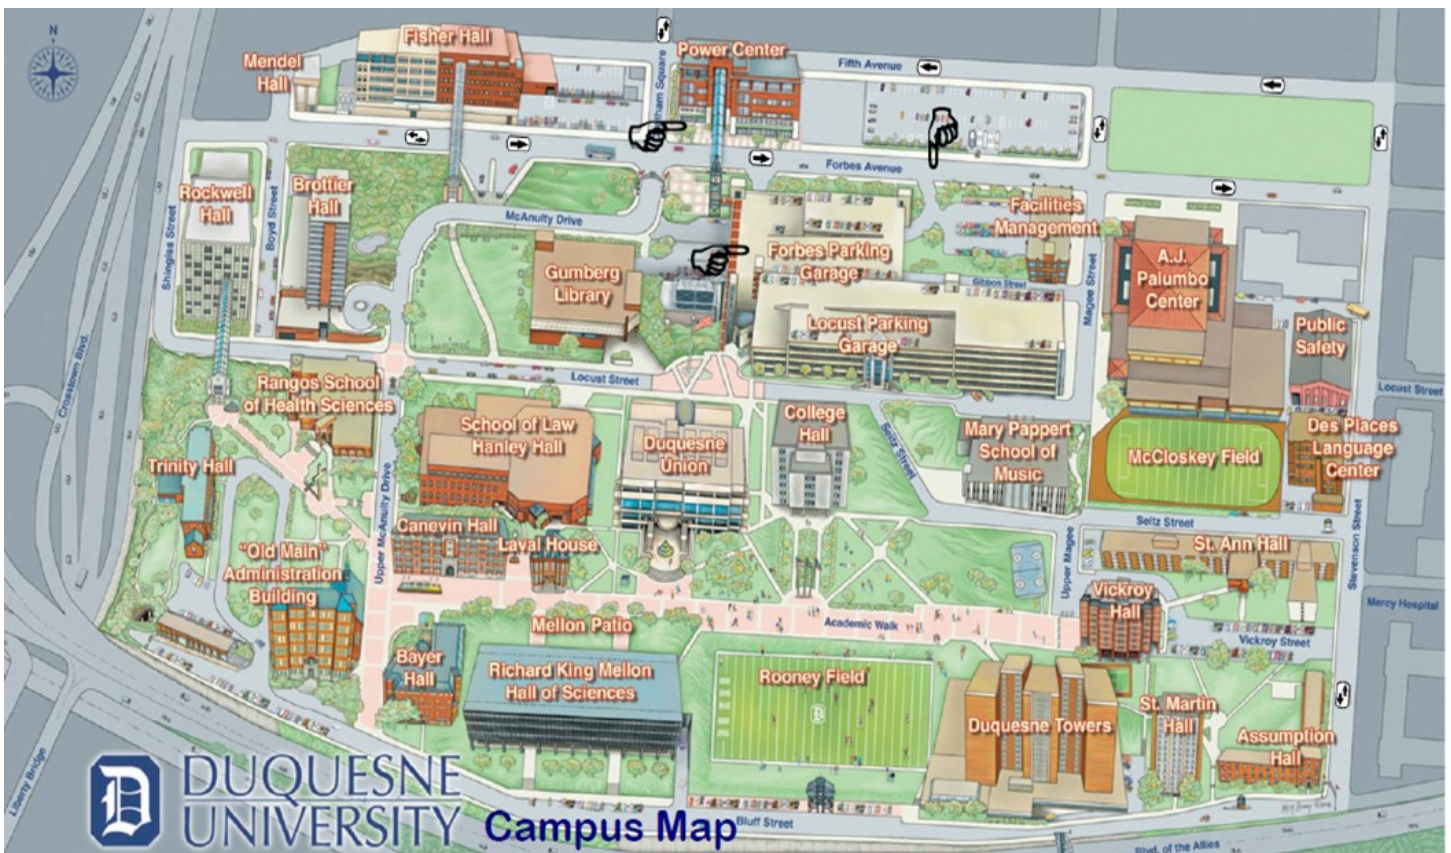 N
Fisher Hall
Power Center
Mendel
Hall
Fifth Avenue
Square
Forbes Avenue
Rockwell
Hall
Brottier
Hall
Shingiss Street
Boyd Street
McAnulty Drive
Facilities
Management
Gumberg
Library
Forbes Parking
Garage
Gibbon Street
Magee Street
A.J.
Palumbo
Center
Locust Parking
Garage
Public
Safety
Crosstown Blvd.
Locust Street
Locust Street
Rangos School
of Health Sciences
School of Law
Hanley Hall
Duquesne
Union
College
Hall
Seitz Street
Mary Pappert
School of
Music
McCloskey Field
Des Places
Language
Center
Trinity Hall
Upper McAnulty Drive
Canevin Hall
Laval House
Seitz Street
Stevenson Street
St. Ann Hall
"Old Main"
Administration
Building
Upper Magee
Vickroy
Hall
Mercy Hospital
Mellon Patio
Academic Walk
Vickroy Street
Bayer
Hall
Richard King Mellon
Hall of Sciences
Rooney Field
D
Duquesne Towers
St. Martin
Hall
Assumption
Hall
Liberty Bridge
D
DUQUESNE
UNIVERSITY
Campus Map
Bluff Street
Blvd. of the Allies